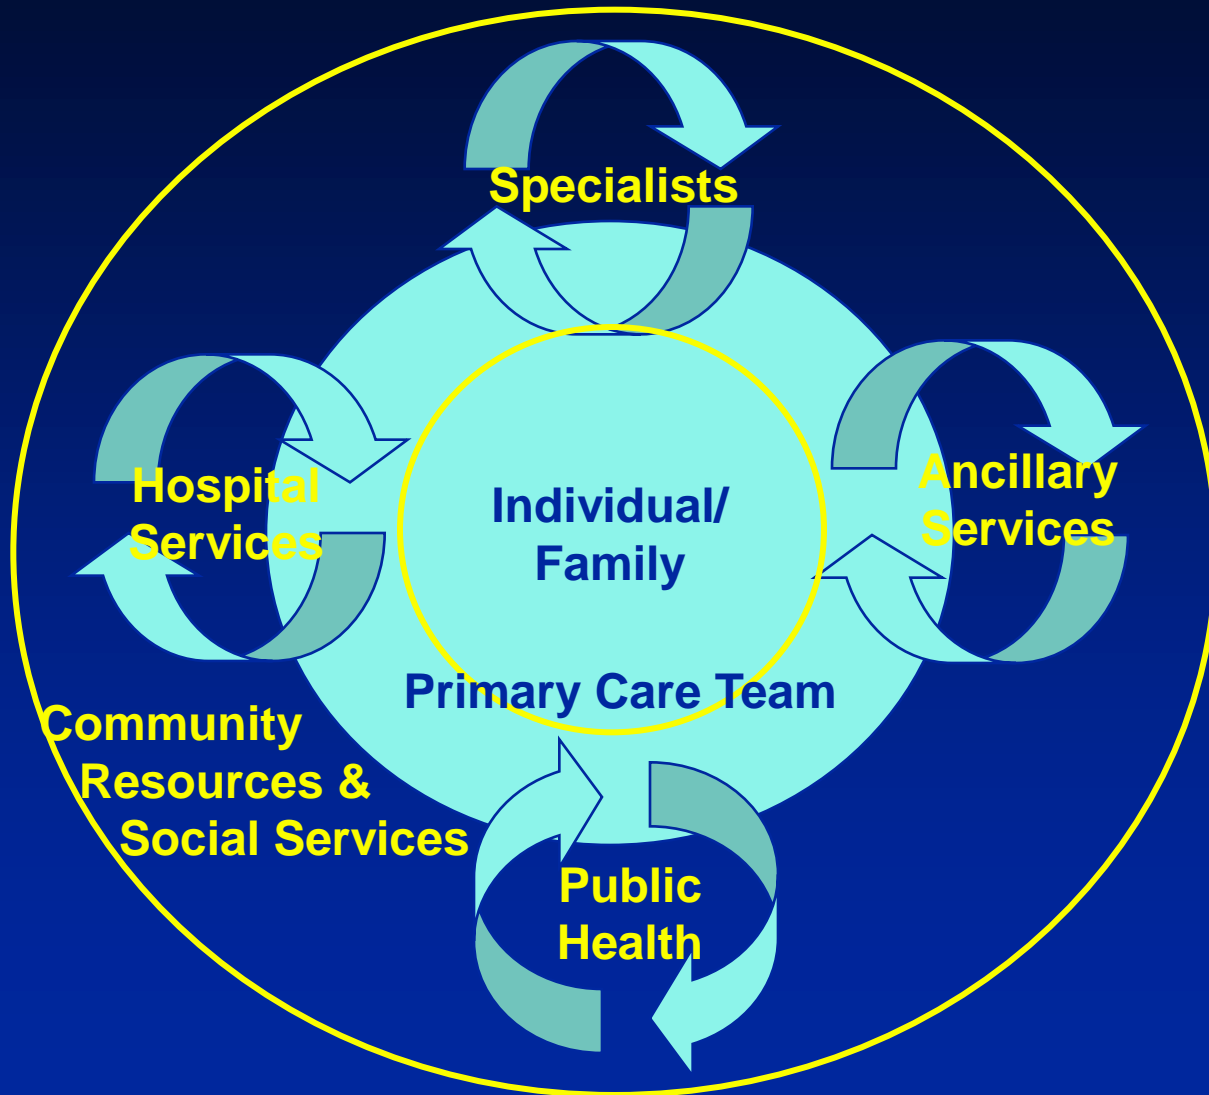 Specialists
Hospital
Services
Ancillary
Services
Individual/
Family
Primary Care Team
Community
Resources &
Social Services
Public
Health